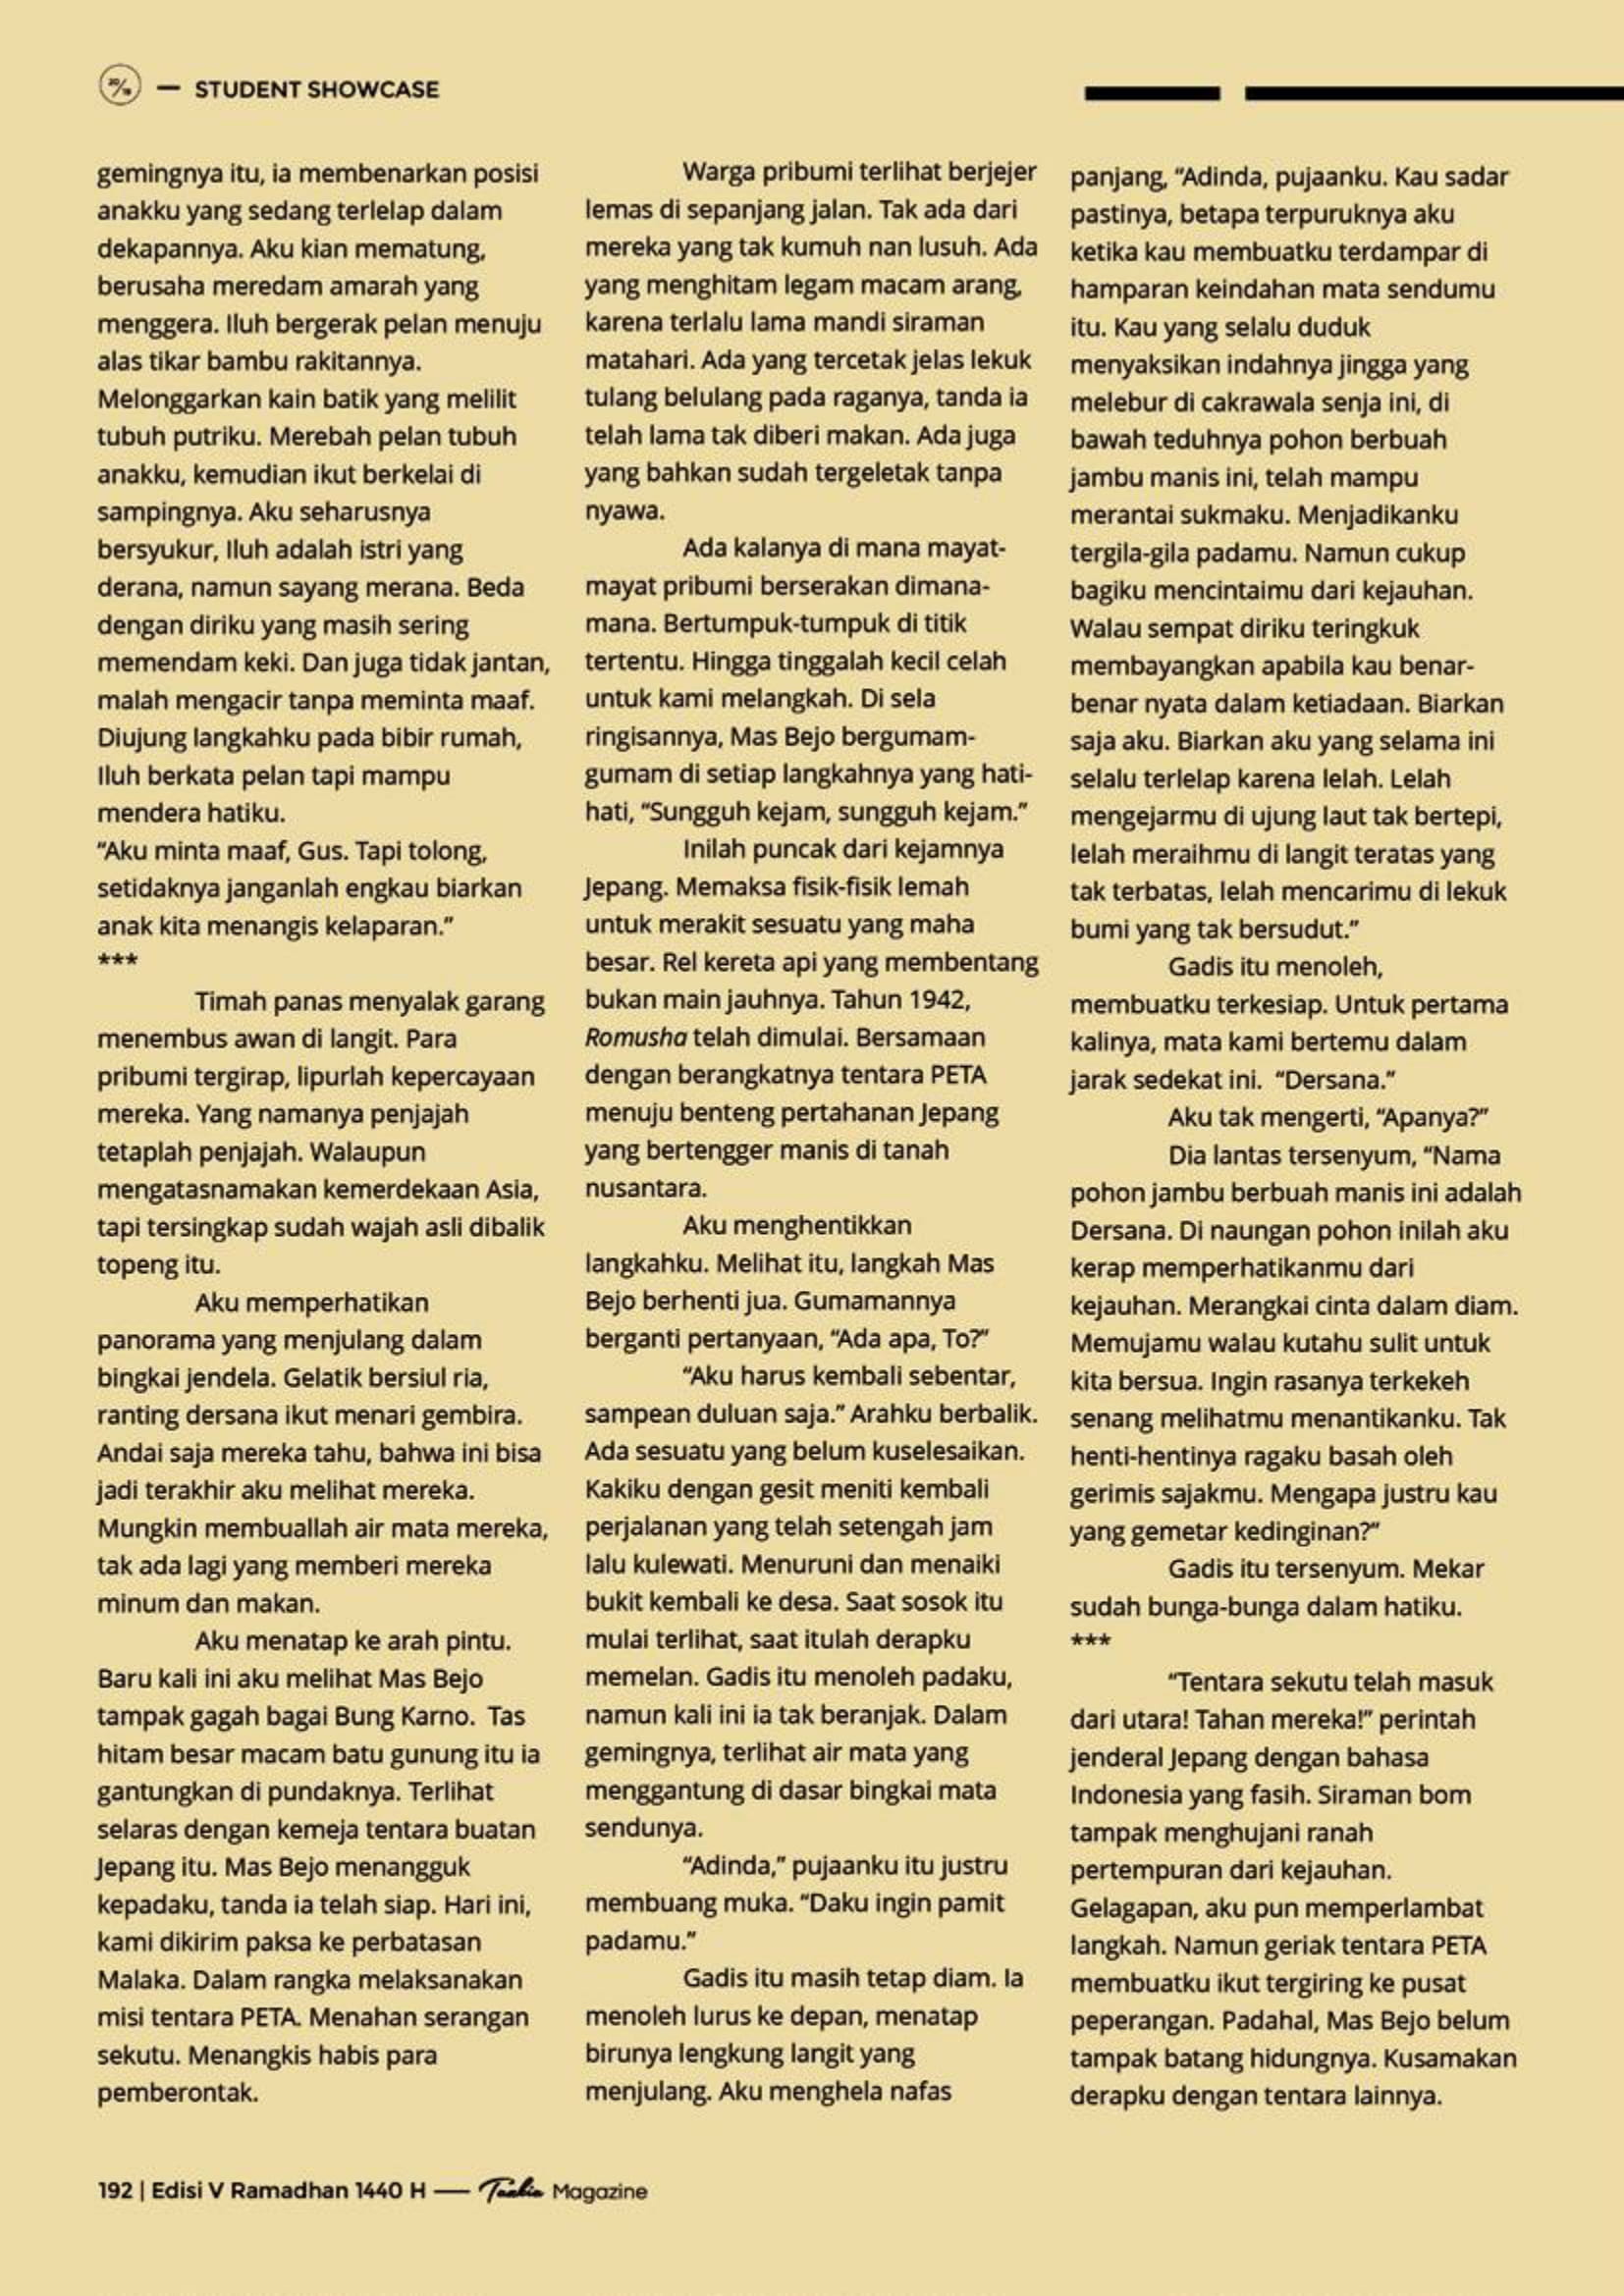 20/19 — STUDENT SHOWCASE
gemingnya itu, ia membenarkan posisi
anakku yang sedang terlelap dalam
dekapannya. Aku kian mematung,
berusaha meredam amarah yang
menggera. Iluh bergerak pelan menuju
alas tikar bambu rakitannya.
Melonggarkan kain batik yang melilit
tubuh putriku. Merebah pelan tubuh
anakku, kemudian ikut berkelai di
sampingnya. Aku seharusnya
bersyukur, Iluh adalah istri yang
derana, namun sayang merana. Beda
dengan diriku yang masih sering
memendam keki. Dan juga tidak jantan,
malah mengacir tanpa meminta maaf.
Diujung langkahku pada bibir rumah,
Iluh berkata pelan tapi mampu
mendera hatiku.
“Aku minta maaf, Gus. Tapi tolong,
setidaknya janganlah engkau biarkan
anak kita menangis kelaparan.”
***
Timah panas menyalak garang
menembus awan di langit. Para
pribumi tergirap, lipurlah kepercayaan
mereka. Yang namanya penjajah
tetaplah penjajah. Walaupun
mengatasnamakan kemerdekaan Asia,
tapi tersingkap sudah wajah asli dibalik
topeng itu.
Aku memperhatikan
panorama yang menjulang dalam
bingkai jendela. Gelatik bersiul ria,
ranting dersana ikut menari gembira.
Andai saja mereka tahu, bahwa ini bisa
jadi terakhir aku melihat mereka.
Mungkin membuallah air mata mereka,
tak ada lagi yang memberi mereka
minum dan makan.
Aku menatap ke arah pintu.
Baru kali ini aku melihat Mas Bejo
tampak gagah bagai Bung Karno. Tas
hitam besar macam batu gunung itu ia
gantungkan di pundaknya. Terlihat
selaras dengan kemeja tentara buatan
Jepang itu. Mas Bejo menangguk
kepadaku, tanda ia telah siap. Hari ini,
kami dikirim paksa ke perbatasan
Malaka. Dalam rangka melaksanakan
misi tentara PETA. Menahan serangan
sekutu. Menangkis habis para
pemberontak.
Warga pribumi terlihat berjejer
lemas di sepanjang jalan. Tak ada dari
mereka yang tak kumuh nan lusuh. Ada
yang menghitam legam macam arang,
karena terlalu lama mandi siraman
matahari. Ada yang tercetak jelas lekuk
tulang belulang pada raganya, tanda ia
telah lama tak diberi makan. Ada juga
yang bahkan sudah tergeletak tanpa
nyawa.
Ada kalanya di mana mayat-
mayat pribumi berserakan dimana-
mana. Bertumpuk-tumpuk di titik
tertentu. Hingga tinggalah kecil celah
untuk kami melangkah. Di sela
ringisannya, Mas Bejo bergumam-
gumam di setiap langkahnya yang hati-
hati, “Sungguh kejam, sungguh kejam.”
Inilah puncak dari kejamnya
Jepang. Memaksa fisik-fisik lemah
untuk merakit sesuatu yang maha
besar. Rel kereta api yang membentang
bukan main jauhnya. Tahun 1942,
Romusha telah dimulai. Bersamaan
dengan berangkatnya tentara PETA
menuju benteng pertahanan Jepang
yang bertengger manis di tanah
nusantara.
Aku menghentikkan
langkahku. Melihat itu, langkah Mas
Bejo berhenti jua. Gumamannya
berganti pertanyaan, “Ada apa, To?”
“Aku harus kembali sebentar,
sampean duluan saja.” Arahku berbalik.
Ada sesuatu yang belum kuselesaikan.
Kakiku dengan gesit meniti kembali
perjalanan yang telah setengah jam
lalu kulewati. Menuruni dan menaiki
bukit kembali ke desa. Saat sosok itu
mulai terlihat, saat itulah derapku
memelan. Gadis itu menoleh padaku,
namun kali ini ia tak beranjak. Dalam
gemingnya, terlihat air mata yang
menggantung di dasar bingkai mata
sendunya.
“Adinda,” pujaanku itu justru
membuang muka. “Daku ingin pamit
padamu.”
Gadis itu masih tetap diam. Ia
menoleh lurus ke depan, menatap
birunya lengkung langit yang
menjulang. Aku menghela nafas
panjang, “Adinda, pujaanku. Kau sadar
pastinya, betapa terpuruknya aku
ketika kau membuatku terdampar di
hamparan keindahan mata sendumu
itu. Kau yang selalu duduk
menyaksikan indahnya jingga yang
melebur di cakrawala senja ini, di
bawah teduhnya pohon berbuah
jambu manis ini, telah mampu
merantai sukmaku. Menjadikanku
tergila-gila padamu. Namun cukup
bagiku mencintaimu dari kejauhan.
Walau sempat diriku teringkuk
membayangkan apabila kau benar-
benar nyata dalam ketiadaan. Biarkan
saja aku. Biarkan aku yang selama ini
selalu terlelap karena lelah. Lelah
mengejarmu di ujung laut tak bertepi,
lelah meraihmu di langit teratas yang
tak terbatas, lelah mencarimu di lekuk
bumi yang tak bersudut.”
Gadis itu menoleh,
membuatku terkesiap. Untuk pertama
kalinya, mata kami bertemu dalam
jarak sedekat ini. “Dersana.”
Aku tak mengerti, “Apanya?”
Dia lantas tersenyum, “Nama
pohon jambu berbuah manis ini adalah
Dersana. Di naungan pohon inilah aku
kerap memperhatikanmu dari
kejauhan. Merangkai cinta dalam diam.
Memujamu walau kutahu sulit untuk
kita bersua. Ingin rasanya terkekeh
senang melihatmu menantikanku. Tak
henti-hentinya ragaku basah oleh
gerimis sajakmu. Mengapa justru kau
yang gemetar kedinginan?”
Gadis itu tersenyum. Mekar
sudah bunga-bunga dalam hatiku.
***
“Tentara sekutu telah masuk
dari utara! Tahan mereka!” perintah
jenderal Jepang dengan bahasa
Indonesia yang fasih. Siraman bom
tampak menghujani ranah
pertempuran dari kejauhan.
Gelagapan, aku pun memperlambat
langkah. Namun geriak tentara PETA
membuatku ikut tergiring ke pusat
peperangan. Padahal, Mas Bejo belum
tampak batang hidungnya. Kusamakan
derapku dengan tentara lainnya.
192 | Edisi V Ramadhan 1440 H — Tazkia Magazine